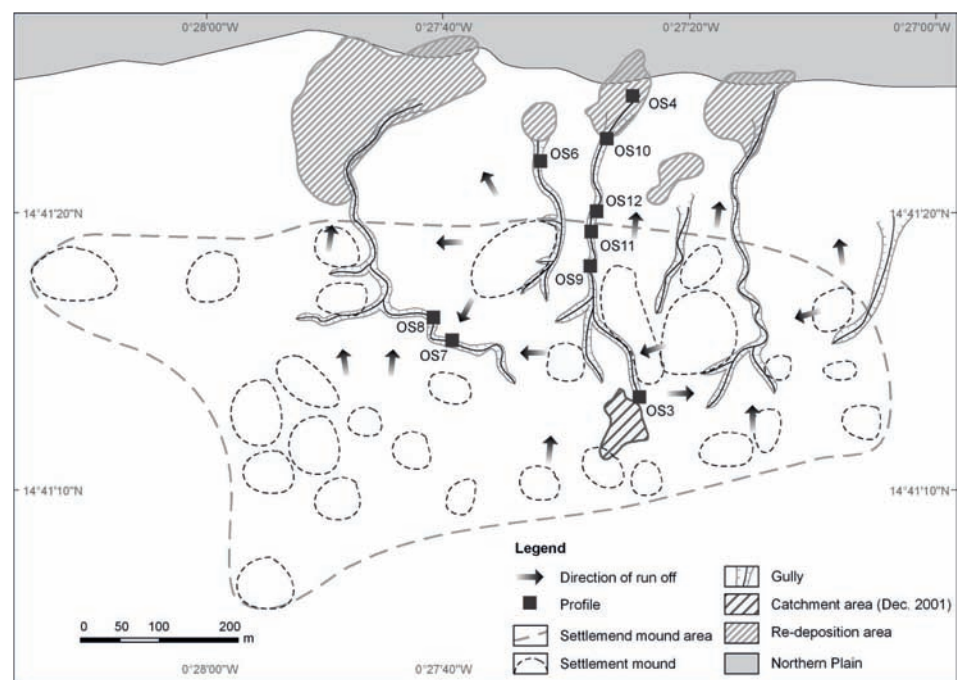 0°28'00"W 0°27'40"W 0°27'20"W 0°27'00"W
OS4
OS10
OS6
14°41'20"N OS12 14°41'20"N
OS11
OS9
OS8
OS7
OS3
14°41'10"N 14°41'10"N
Legend
Direction of run off
Profile
Settlemend mound area
Settlement mound
Gully
Catchment area (Dec. 2001)
Re-deposition area
Northern Plain
0 50 100 200
m
0°28'00"W 0°27'40"W 0°27'20"W